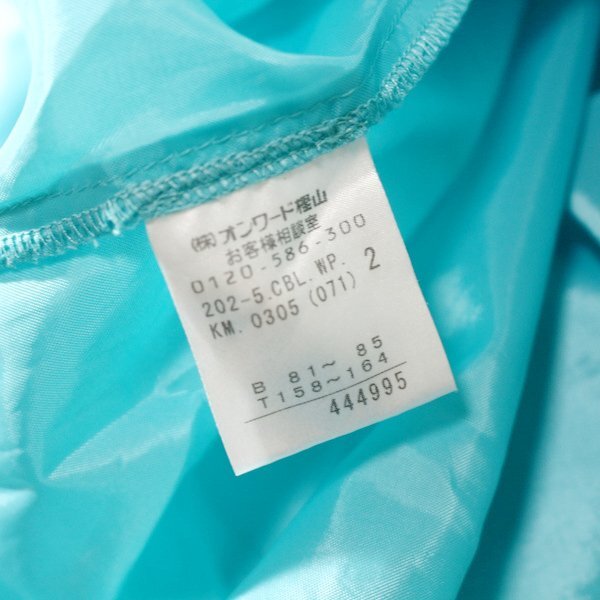 (株)オンワード樫山
お客様相談室
0120-586-300
202-5.CBL.WP. 2
KM. 0305 (071)
B 81～ 85
T158～164
444995